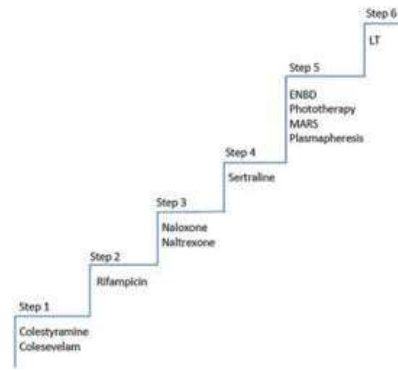 Step 6
LT
Step 5
ENBD
Phototherapy
MARS
Plasmapheresis
Step 4
Sertraline
Step 3
Naloxone
Naltrexone
Step 2
Rifampicin
Step 1
Colestyramine
Colesevelam